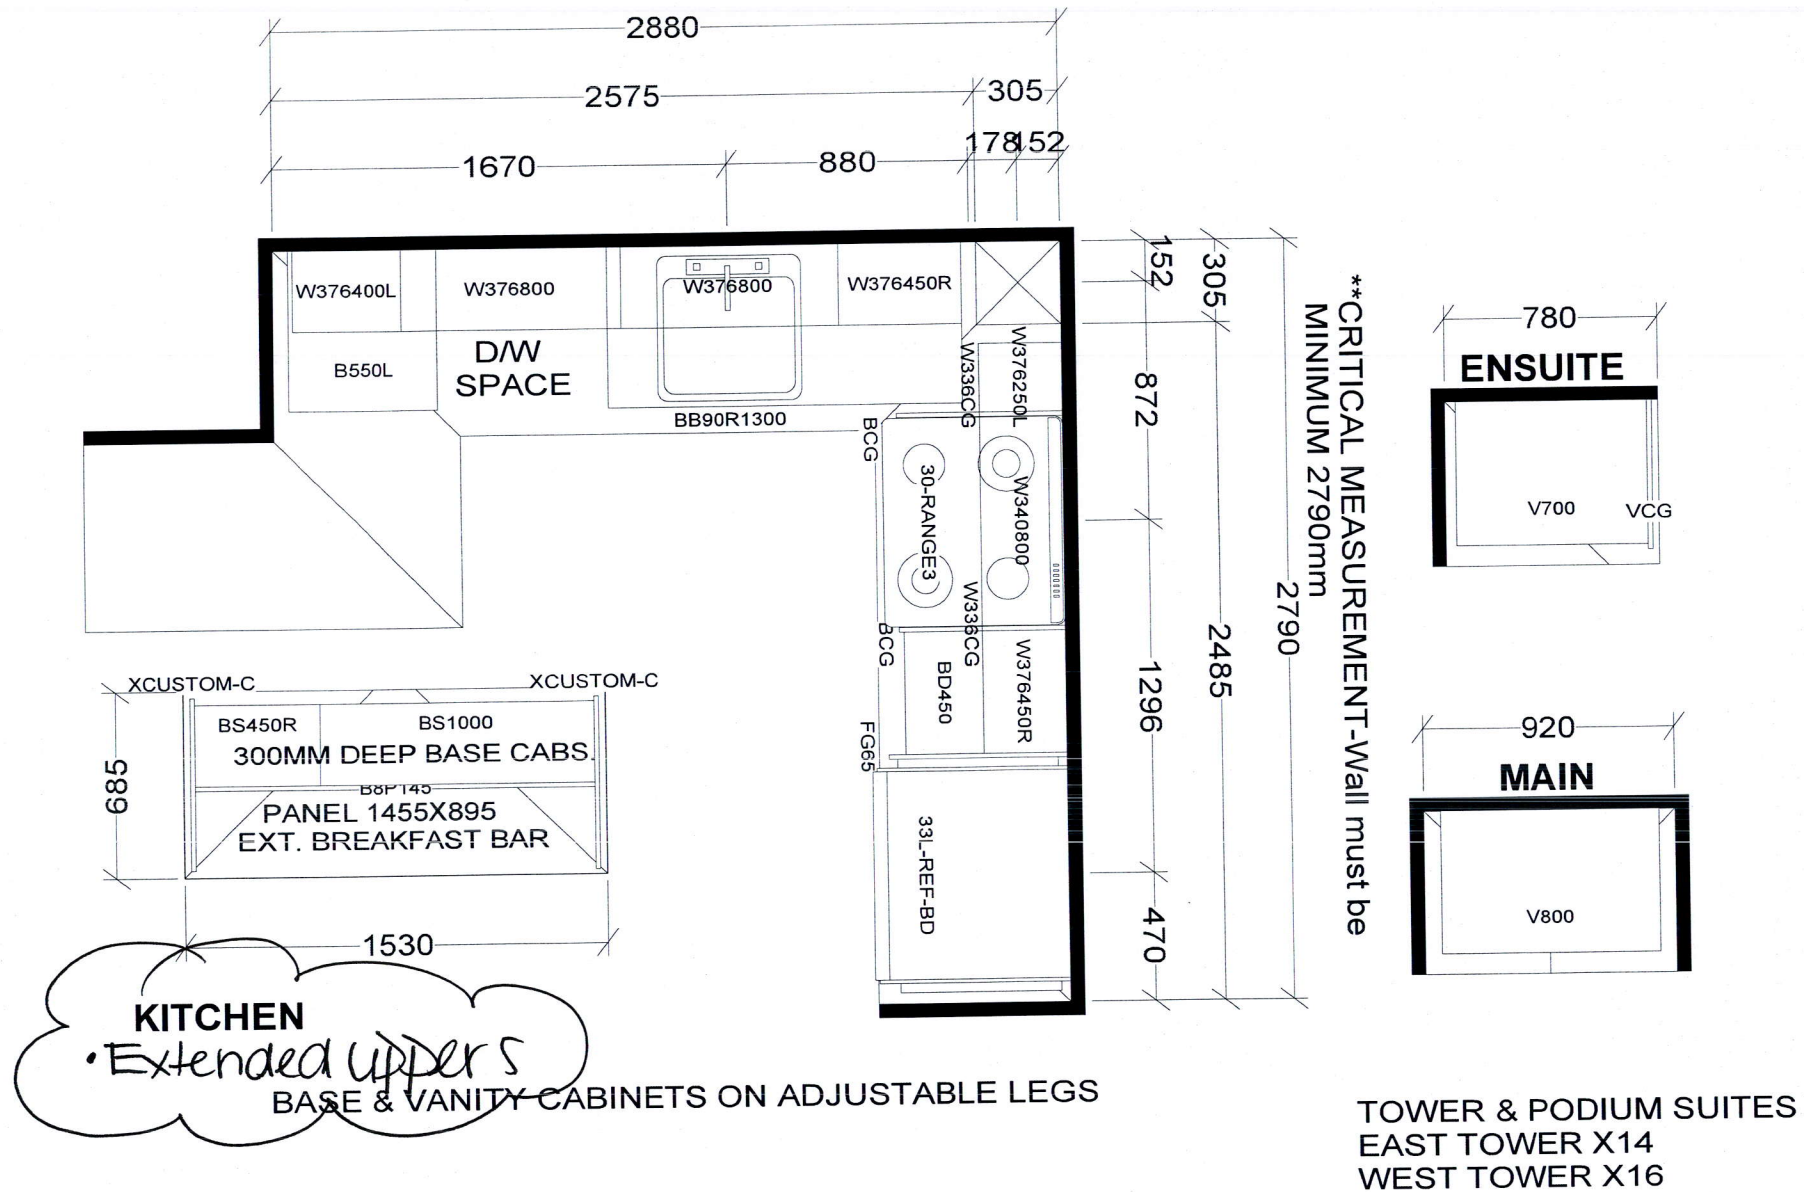 2880
2575
305
1670
880
178
152
W376400L
W376800
W376800
W376450R
B550L
D/W
SPACE
BB90R1300
W336CG
W376250L
BCG
30-RANGE3
W340800
BCG
W336CG
BD450
W376450R
FG65
33L-REF-BD
152
305
872
1296
2485
2790
470
**CRITICAL MEASUREMENT-Wall must be
MINIMUM 2790mm
780
ENSUITE
V700
VCG
920
MAIN
V800
XCUSTOM-C
XCUSTOM-C
BS450R
BS1000
300MM DEEP BASE CABS.
B8P145
PANEL 1455X895
EXT. BREAKFAST BAR
685
1530
KITCHEN
•Extended uppers
BASE & VANITY CABINETS ON ADJUSTABLE LEGS
TOWER & PODIUM SUITES
EAST TOWER X14
WEST TOWER X16